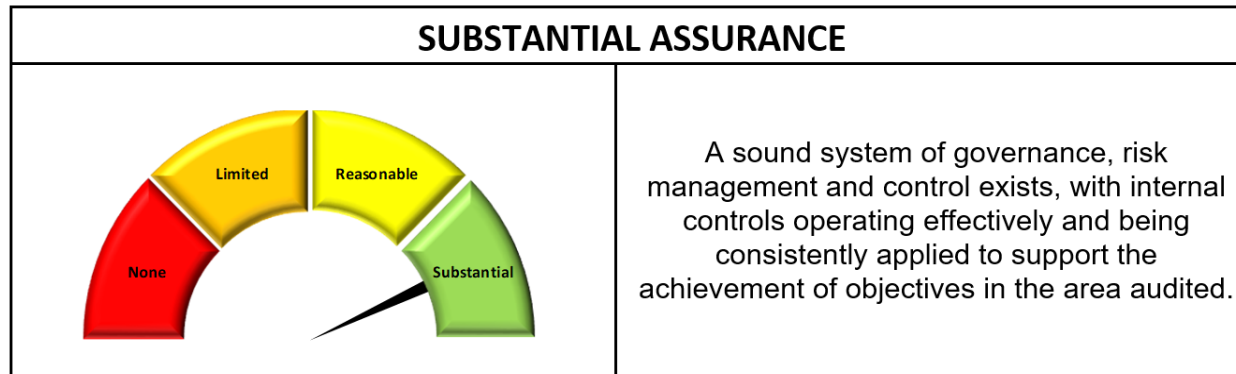 SUBSTANTIAL ASSURANCE
Limited
Reasonable
None
Substantial
A sound system of governance, risk
management and control exists, with internal
controls operating effectively and being
consistently applied to support the
achievement of objectives in the area audited.